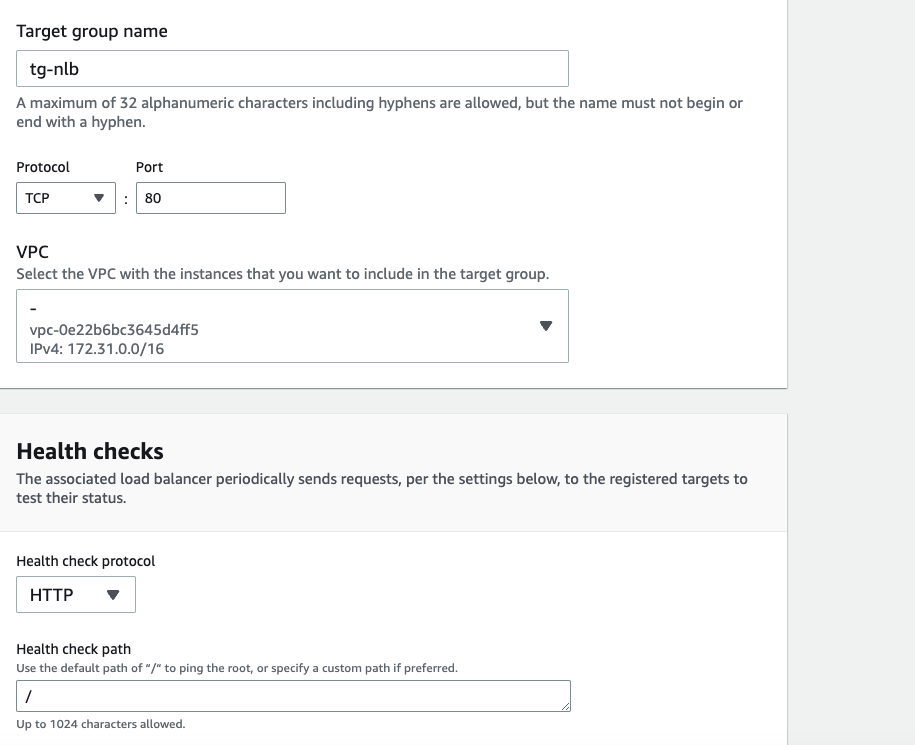 Target group name
tg-nlb
A maximum of 32 alphanumeric characters including hyphens are allowed, but the name must not begin or
end with a hyphen.
Protocol Port
TCP : 80
VPC
Select the VPC with the instances that you want to include in the target group.
-
vpc-0e22b6bc3645d4ff5
IPv4: 172.31.0.0/16
Health checks
The associated load balancer periodically sends requests, per the settings below, to the registered targets to
test their status.
Health check protocol
HTTP
Health check path
Use the default path of "/" to ping the root, or specify a custom path if preferred.
/
Up to 1024 characters allowed.